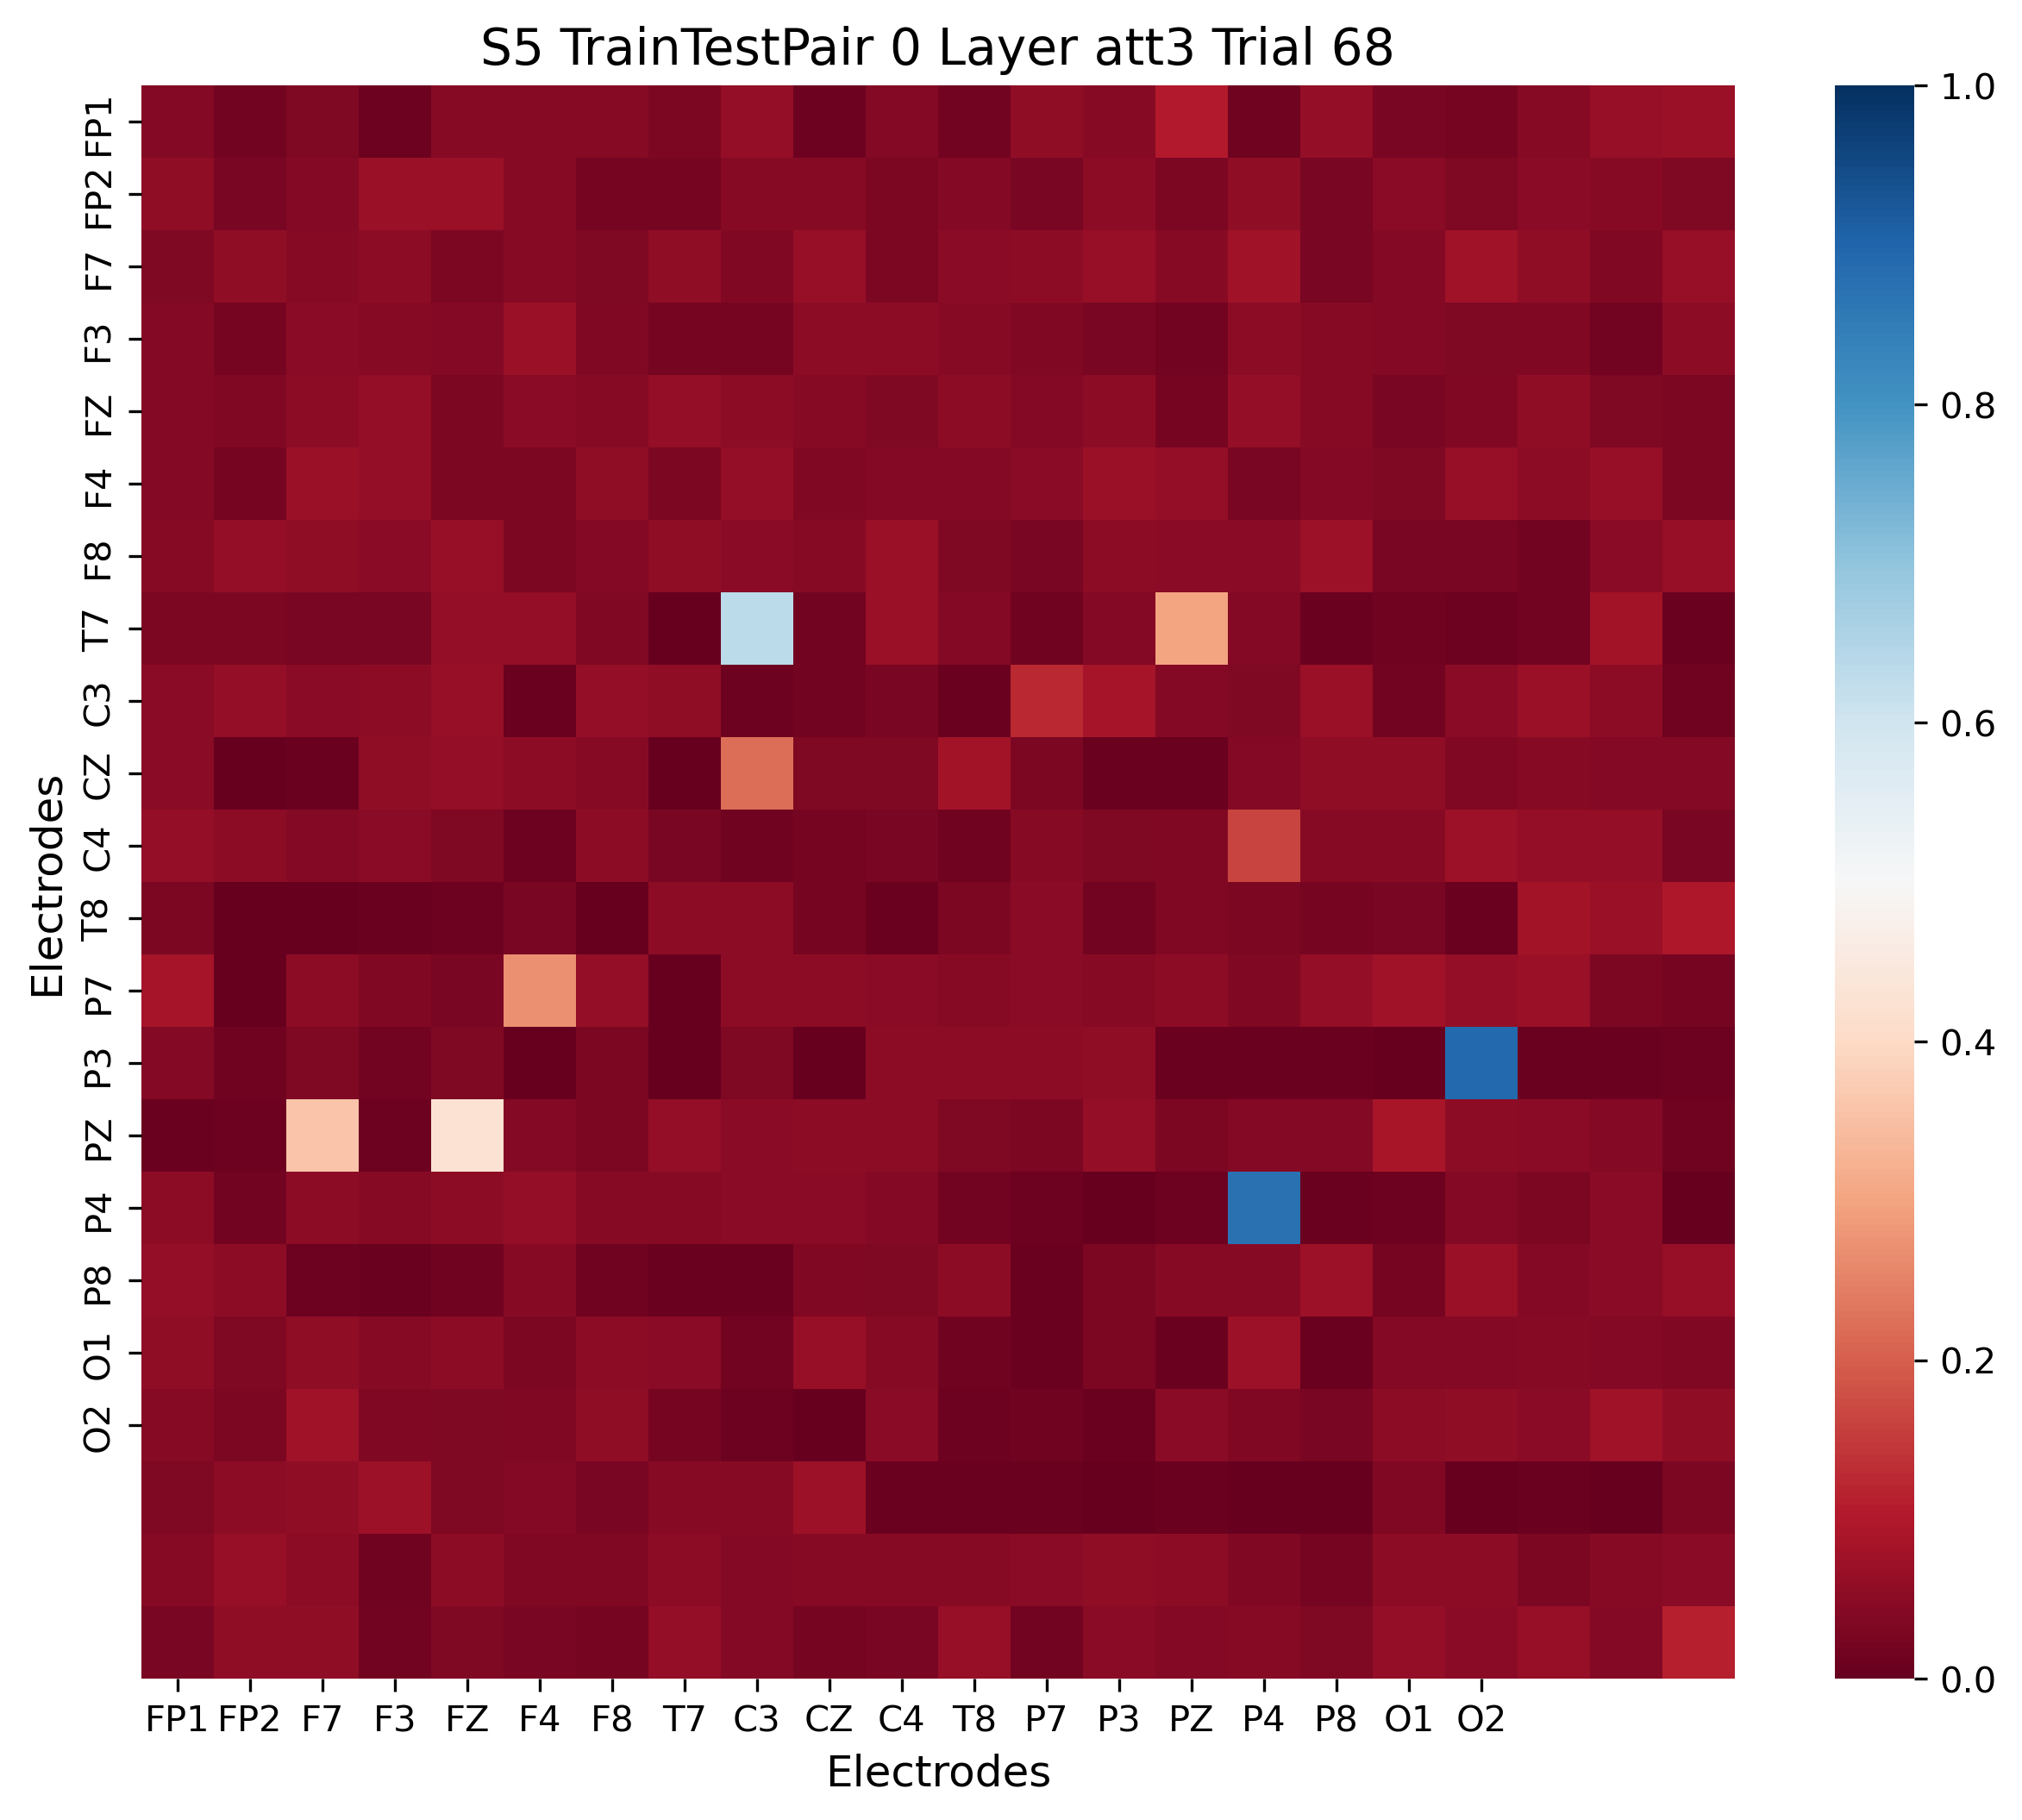 S5 TrainTestPair 0 Layer att3 Trial 68
Electrodes
FP1
FP2
F7
F3
FZ
F4
F8
T7
C3
CZ
C4
T8
P7
P3
PZ
P4
P8
O1
O2
FP1 FP2 F7 F3 FZ F4 F8 T7 C3 CZ C4 T8 P7 P3 PZ P4 P8 O1 O2
Electrodes
1.0
0.8
0.6
0.4
0.2
0.0